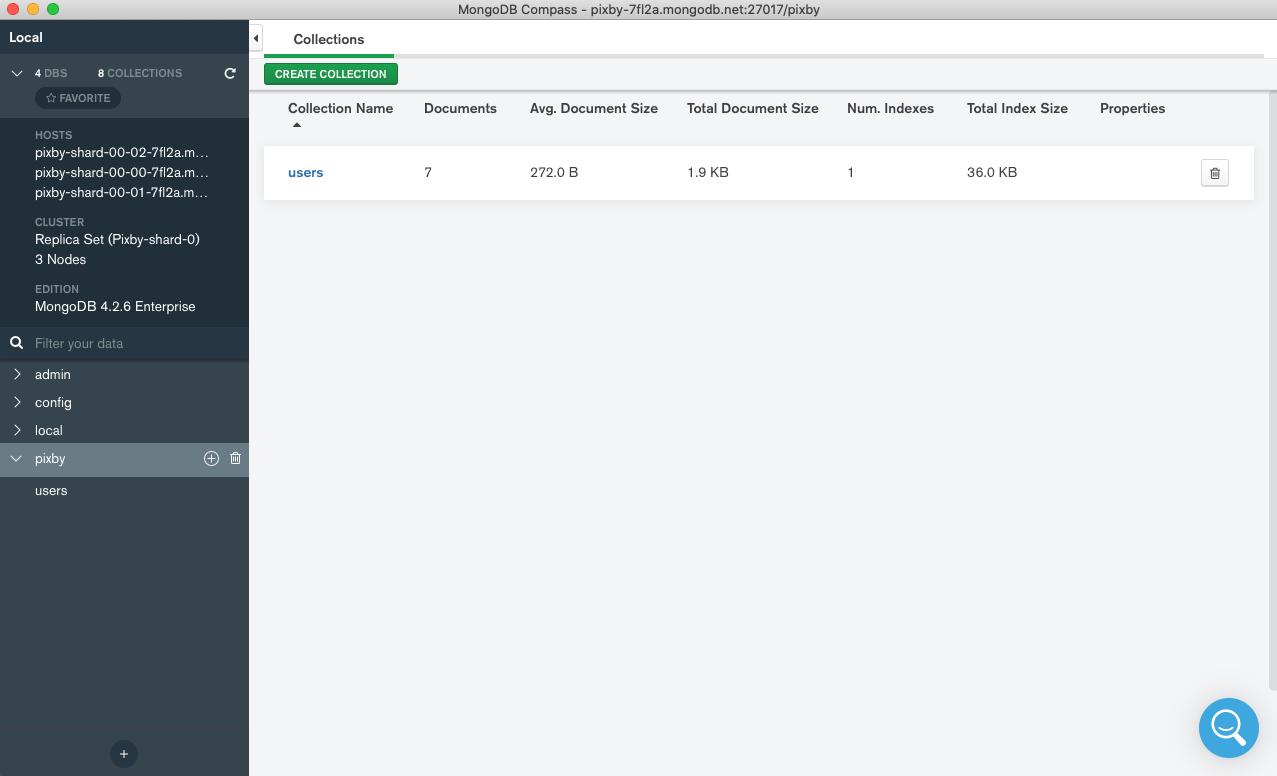 MongoDB Compass - pixby-7fl2a.mongodb.net:27017/pixby
Local
4 DBS 8 COLLECTIONS
FAVORITE
HOSTS
pixby-shard-00-02-7fl2a.m…
pixby-shard-00-00-7fl2a.m…
pixby-shard-00-01-7fl2a.m…
CLUSTER
Replica Set (Pixby-shard-0)
3 Nodes
EDITION
MongoDB 4.2.6 Enterprise
Filter your data
admin
config
local
pixby
users
Collections
CREATE COLLECTION
Collection Name Documents Avg. Document Size Total Document Size Num. Indexes Total Index Size Properties
users 7 272.0 B 1.9 KB 1 36.0 KB